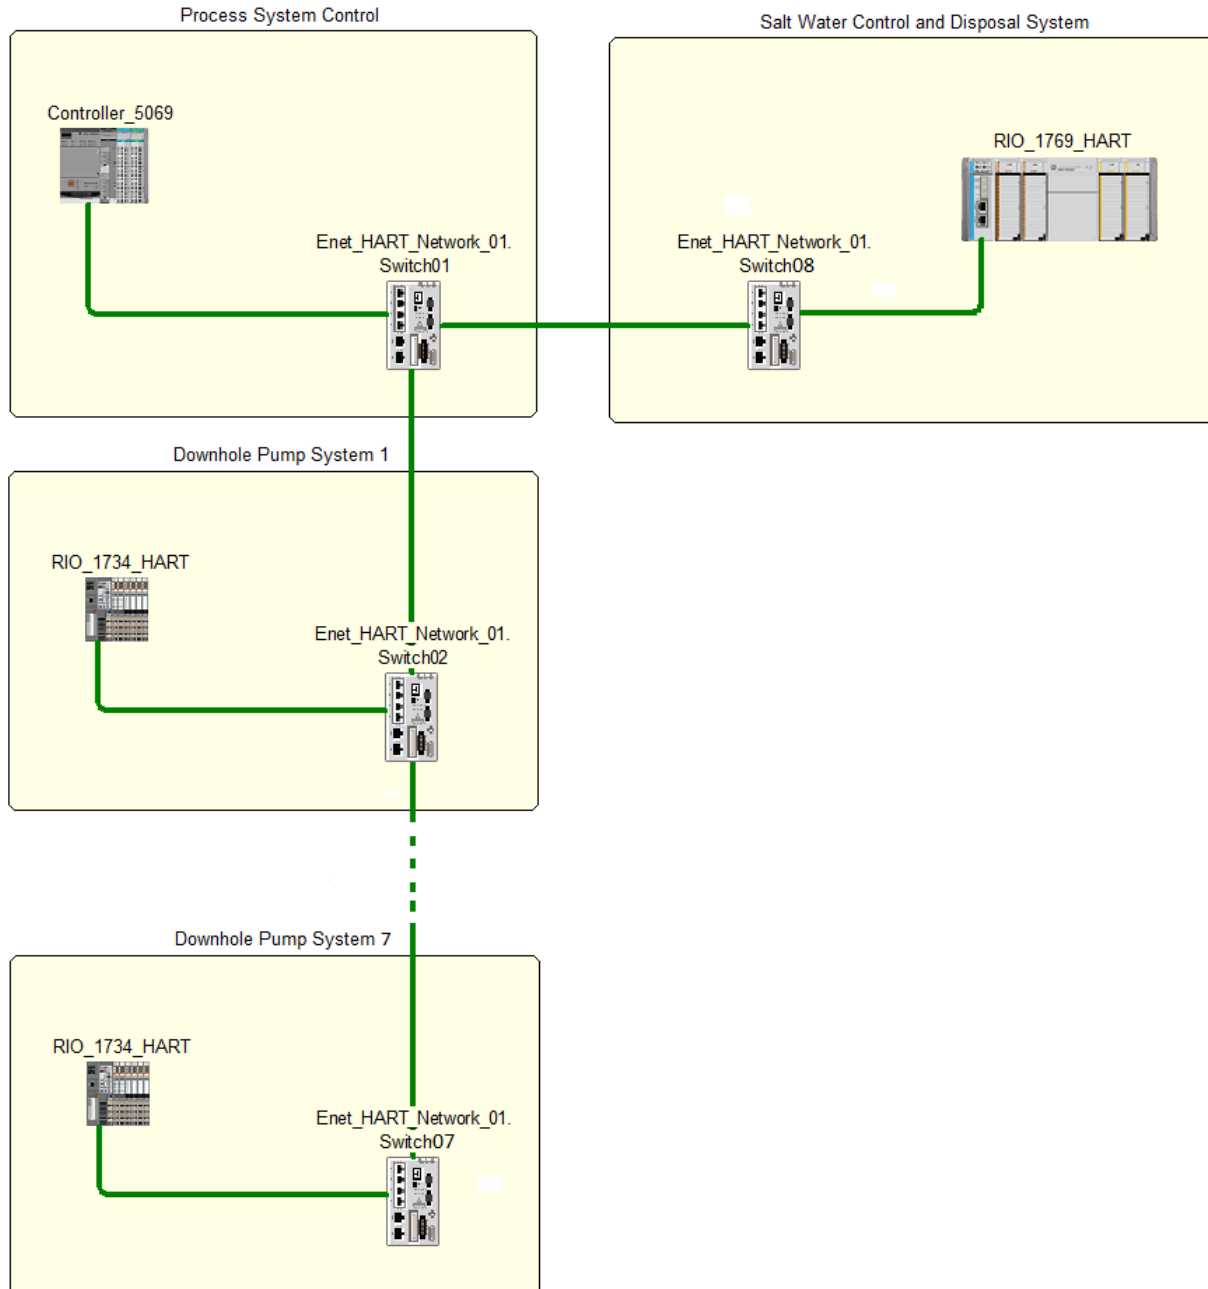 Process System Control
Salt Water Control and Disposal System
Controller_5069
RIO_1769_HART
Enet_HART_Network_01.
Switch01
Enet_HART_Network_01.
Switch08
Downhole Pump System 1
RIO_1734_HART
Enet_HART_Network_01.
Switch02
Downhole Pump System 7
RIO_1734_HART
Enet_HART_Network_01.
Switch07